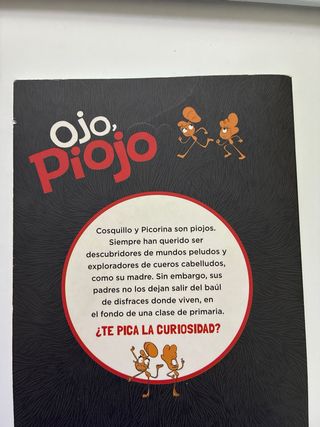 Ojo,
Piojo
Cosquillo y Picorina son piojos.
Siempre han querido ser
descubridores de mundos peludos y
exploradores de cueros cabelludos,
como su madre. Sin embargo, sus
padres no los dejan salir del baúl
de disfraces donde viven, en
el fondo de una clase de primaria.
¿TE PICA LA CURIOSIDAD?